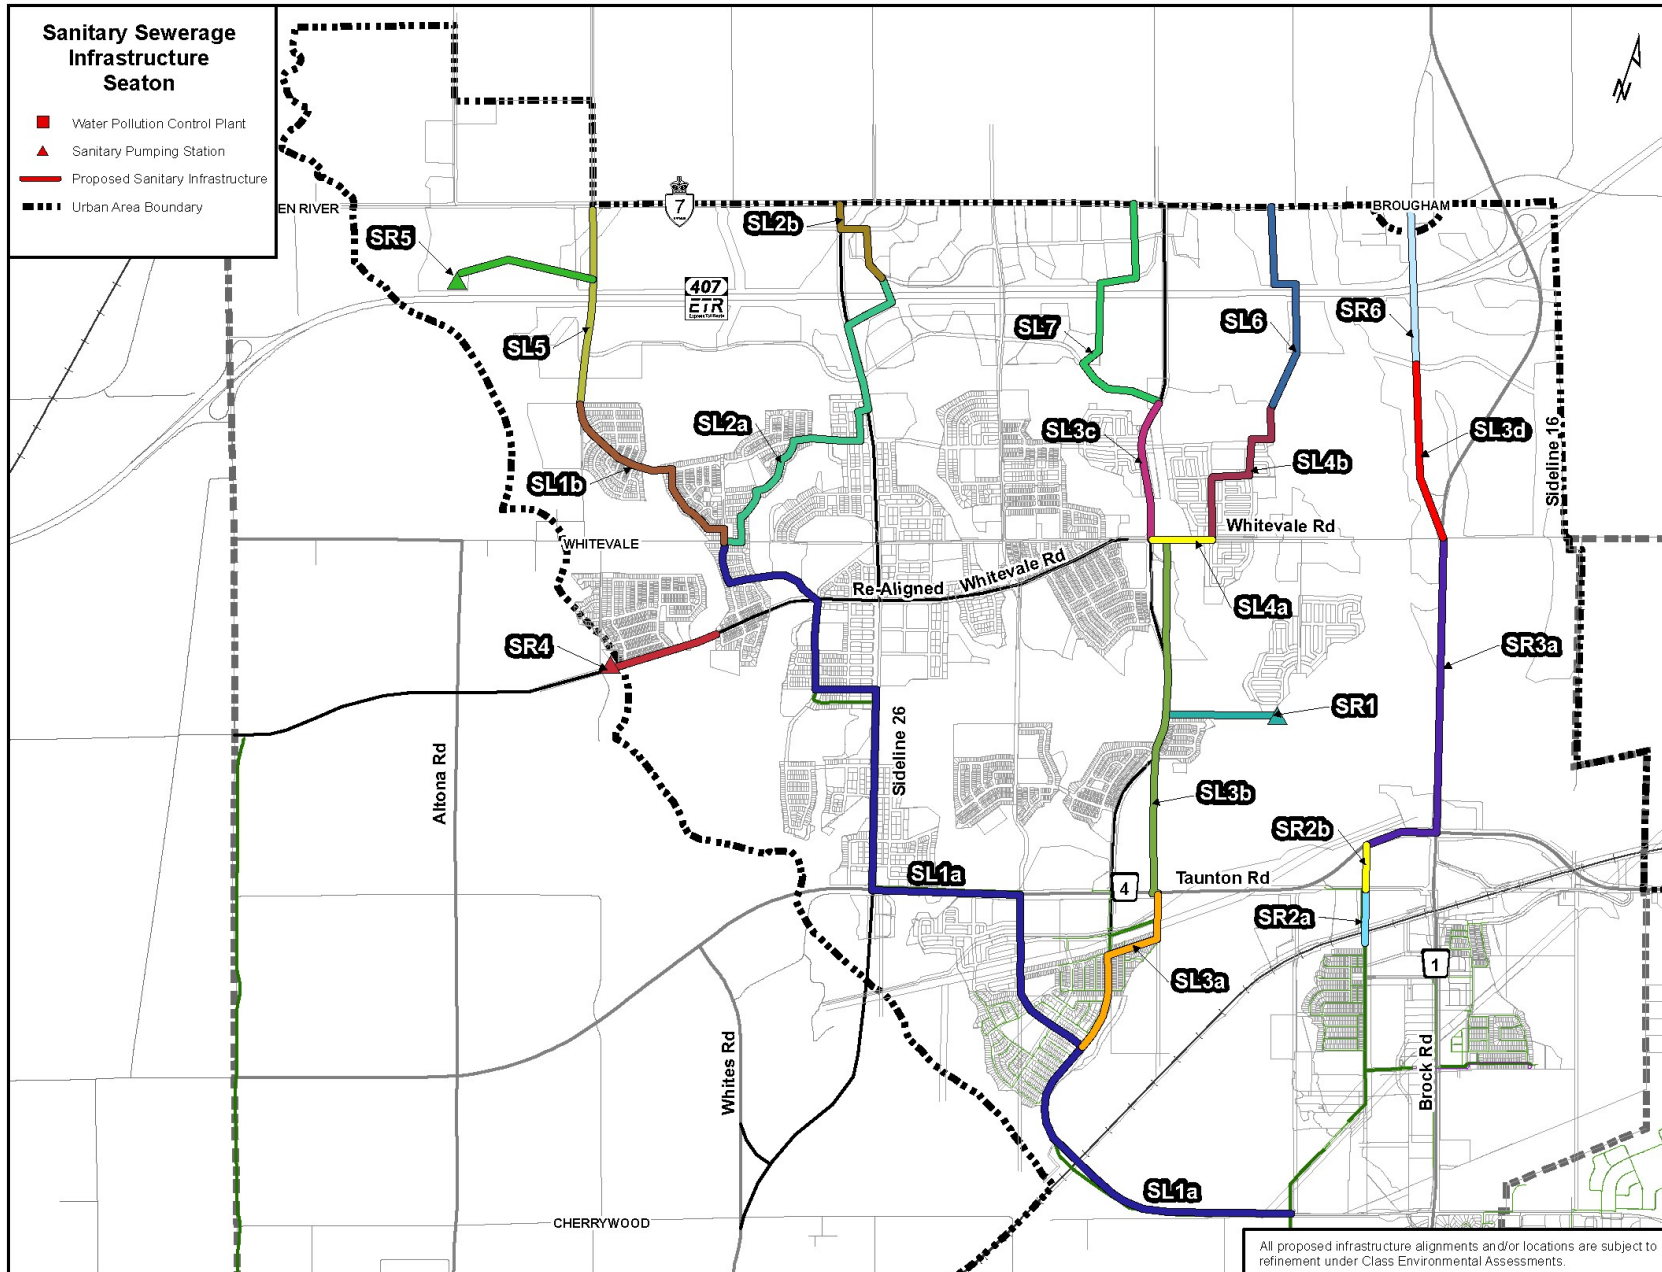 Sanitary Sewerage
Infrastructure
Seaton
Water Pollution Control Plant
Sanitary Pumping Station
Proposed Sanitary Infrastructure
Urban Area Boundary
EN RIVER
7
BROUGHAM
SR5
SL2b
407
ETR
SL5
SL7
SL6
SR6
SL2a
SL3c
SL3d
SL4b
SL1b
Sideline 16
Whitevale Rd
WHITEVALE
Re-Aligned Whitevale Rd
SL4a
SR4
SR3a
SR1
Sideline 26
Altona Rd
SL3b
SR2b
SL1a
4
Taunton Rd
SR2a
1
SL3a
Whites Rd
Brock Rd
SL1a
CHERRYWOOD
All proposed infrastructure alignments and/or locations are subject to
refinement under Class Environmental Assessments.
N